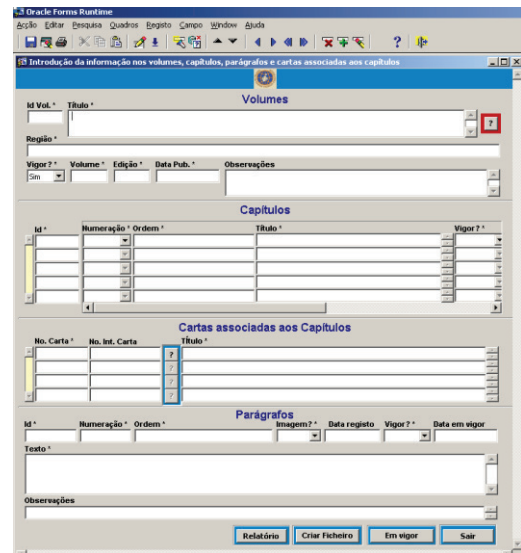 Oracle Forms Runtime
Acção Editar Pesquisa Quadros Registo Campo Window Ajuda
Introdução da informação nos volumes, capítulos, parágrafos e cartas associadas aos capítulos
Volumes
Id Vol. * Título *
?
Região *
Vigor? * Volume * Edição * Data Pub. * Observações
Sim
Capítulos
Id * Numeração * Ordem * Título * Vigor? *
Cartas associadas aos Capítulos
No. Carta * No. Int. Carta Título *
?
?
?
?
Parágrafos
Id * Numeração * Ordem * Imagem? * Data registo Vigor? * Data em vigor
Texto *
Observações
Relatório Criar Ficheiro Em vigor Sair